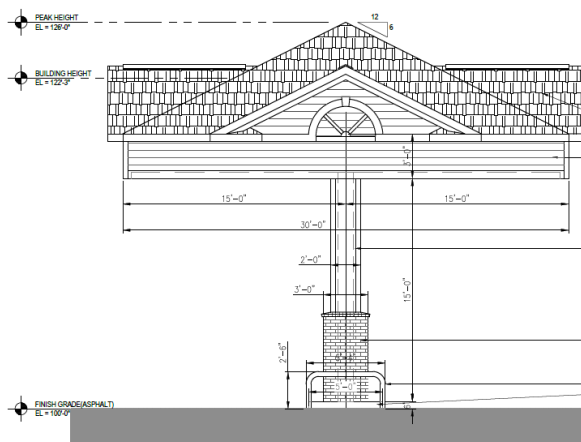 PEAK HEIGHT
EL = 126'-0"
12
6
BUILDING HEIGHT
EL = 122'-3"
3'-0"
15'-0"
15'-0"
30'-0"
2'-0"
15'-0"
3'-0"
2'-6"
FINISH GRADE(ASPHALT)
EL = 100'-0"